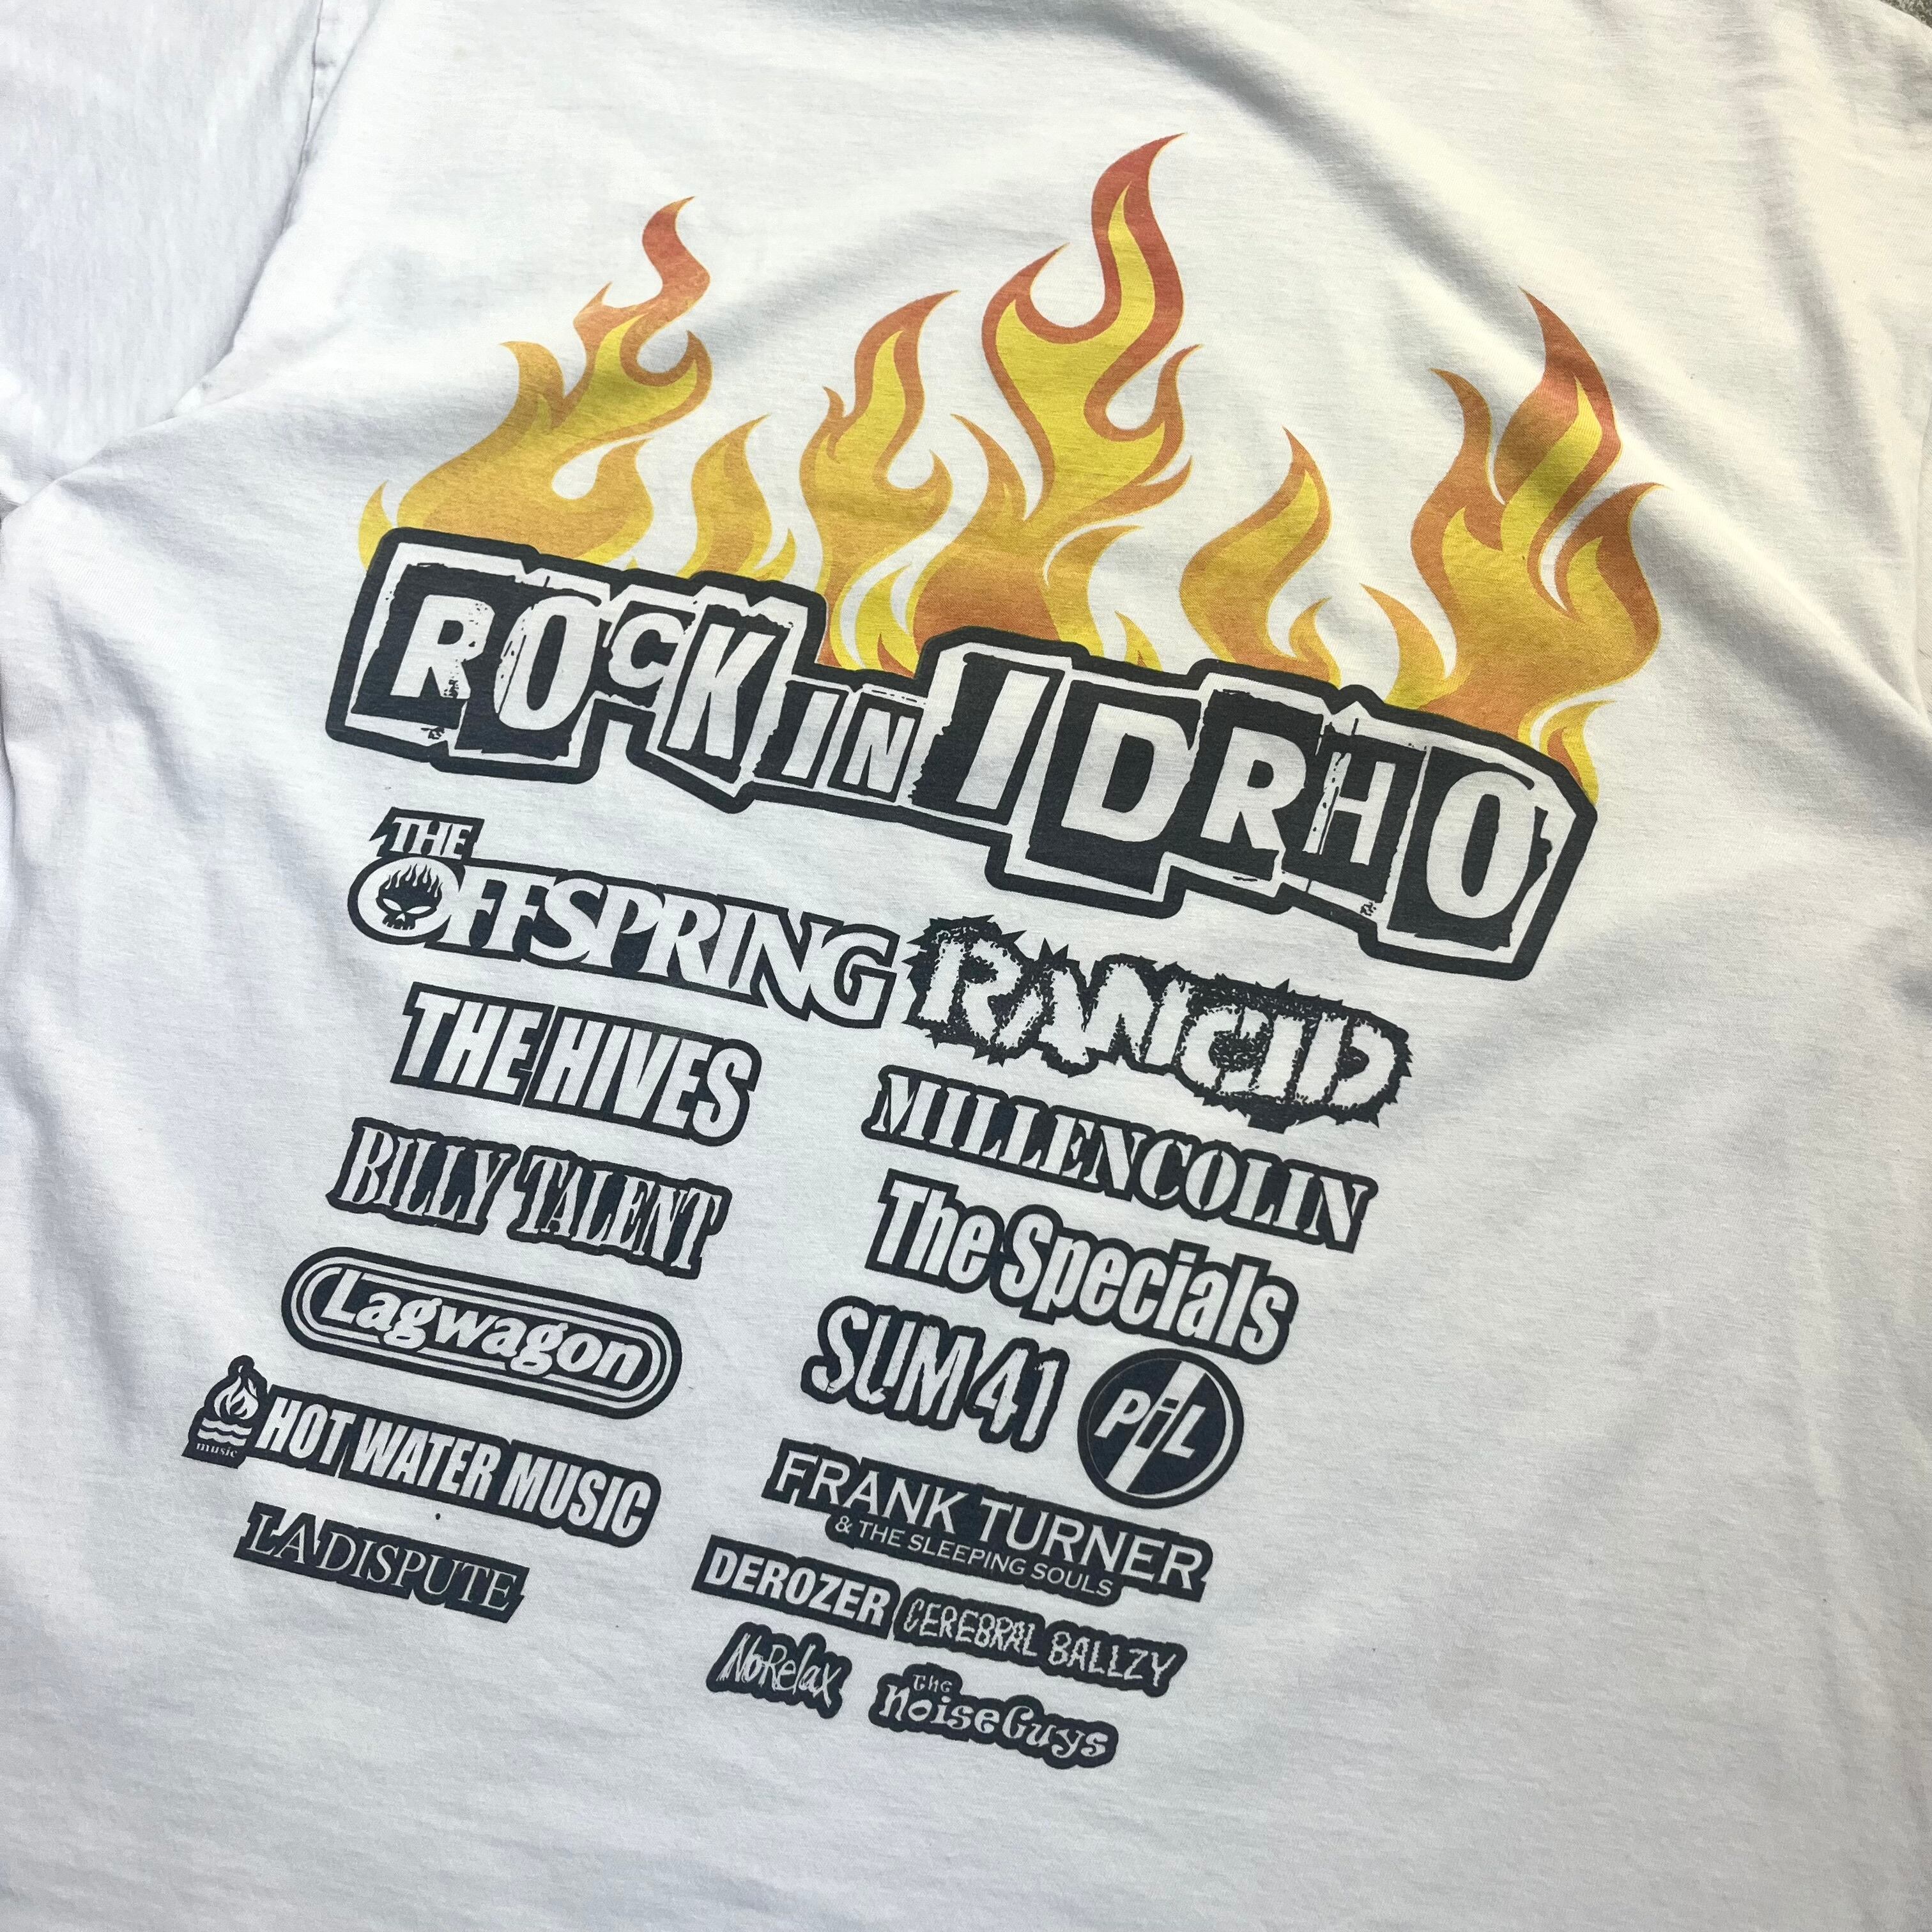 ROCK IN IDRHO
THE
OFFSPRING
RANCID
THE HIVES
MILLENCOLIN
BILLY TALENT
The Specials
Lagwagon
SUM 41
PiL
music
HOT WATER MUSIC
FRANK TURNER
& THE SLEEPING SOULS
LA DISPUTE
DEROZER
CEREBRAL BALLZY
NoRelax
the noiseGuys